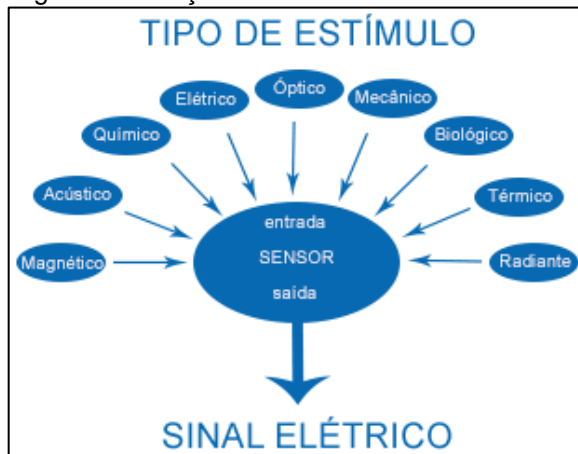 TIPO DE ESTÍMULO
Óptico
Elétrico
Mecânico
Químico
Biológico
Acústico
Térmico
Magnético
Radiante
entrada
SENSOR
saída
SINAL ELÉTRICO